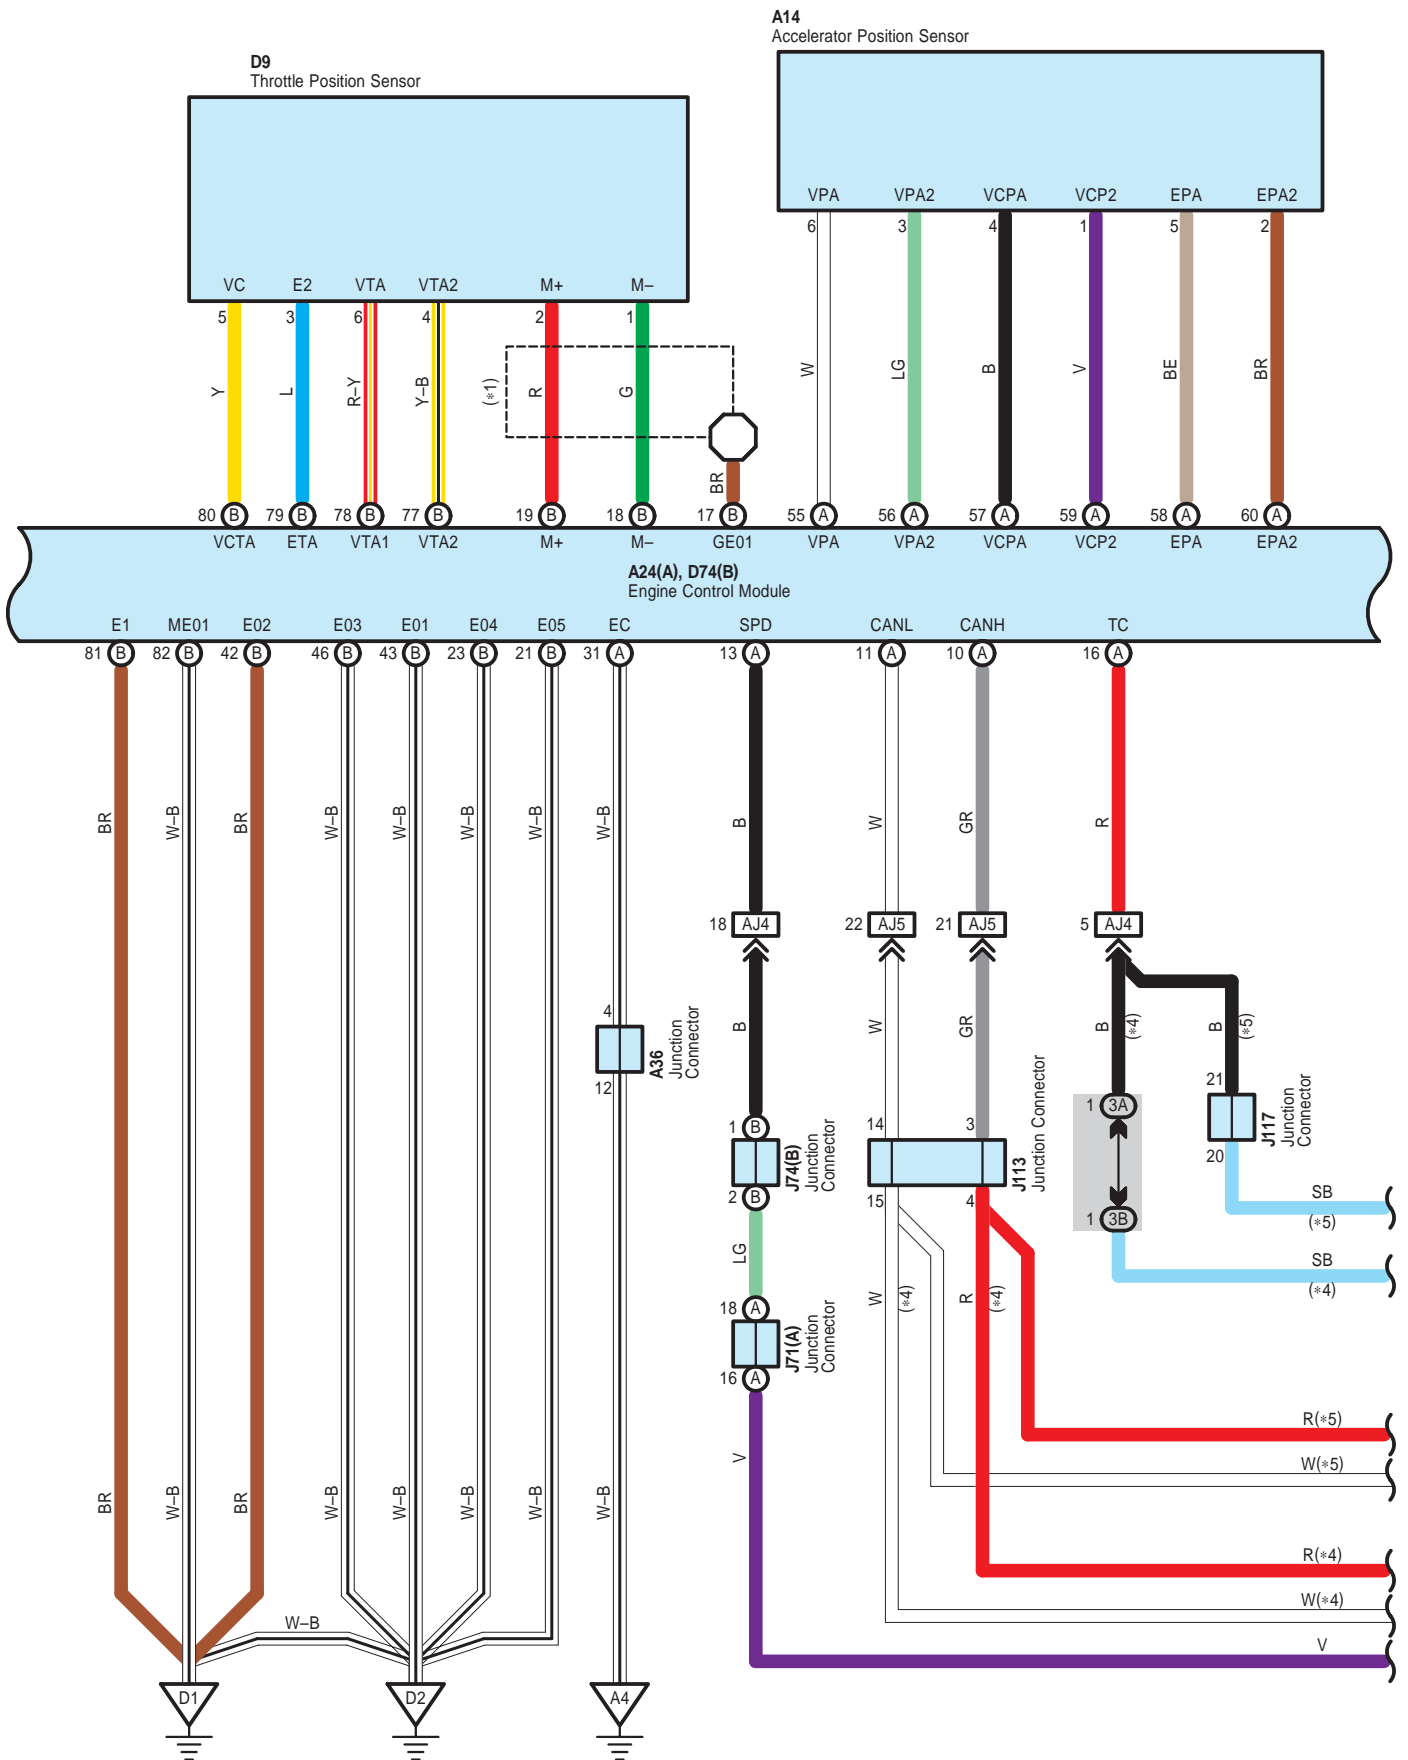 A14
Accelerator Position Sensor
D9
Throttle Position Sensor
VPA VPA2 VCPA VCP2 EPA EPA2
6 3 4 1 5 2
VC E2 VTA VTA2 M+ M–
5 3 6 4 2 1
Y L R–Y Y–B (*1) R G W LG B V BE BR
BR
80 B 79 B 78 B 77 B 19 B 18 B 17 B 55 A 56 A 57 A 59 A 58 A 60 A
VCTA ETA VTA1 VTA2 M+ M– GE01 VPA VPA2 VCPA VCP2 EPA EPA2
A24(A), D74(B)
Engine Control Module
E1 ME01 E02 E03 E01 E04 E05 EC SPD CANL CANH TC
81 B 82 B 42 B 46 B 43 B 23 B 21 B 31 A 13 A 11 A 10 A 16 A
BR W–B BR W–B W–B W–B W–B W–B B W GR R
18 AJ4 22 AJ5 21 AJ5 5 AJ4
4
12
A36
Junction
Connector
B W GR B (*4) B (*5)
1 B
J74(B)
Junction
Connector
2 B
14 3
J113
Junction Connector
15 4
1 3A
1 3B
21
J117
Junction
Connector
20
SB
(*5)
SB
(*4)
LG W (*4) R (*4)
18 A
J71(A)
Junction
Connector
16 A
R(*5)
W(*5)
BR W–B BR W–B W–B W–B W–B W–B V
R(*4)
W(*4)
W–B
V
D1 D2 A4